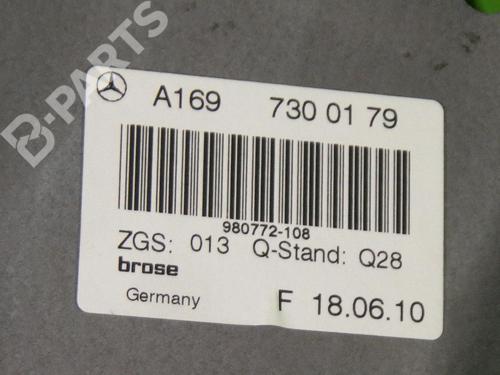 B-PARTS
A169 730 01 79
980772-108
ZGS: 013 Q-Stand: Q28
brose
Germany F 18.06.10